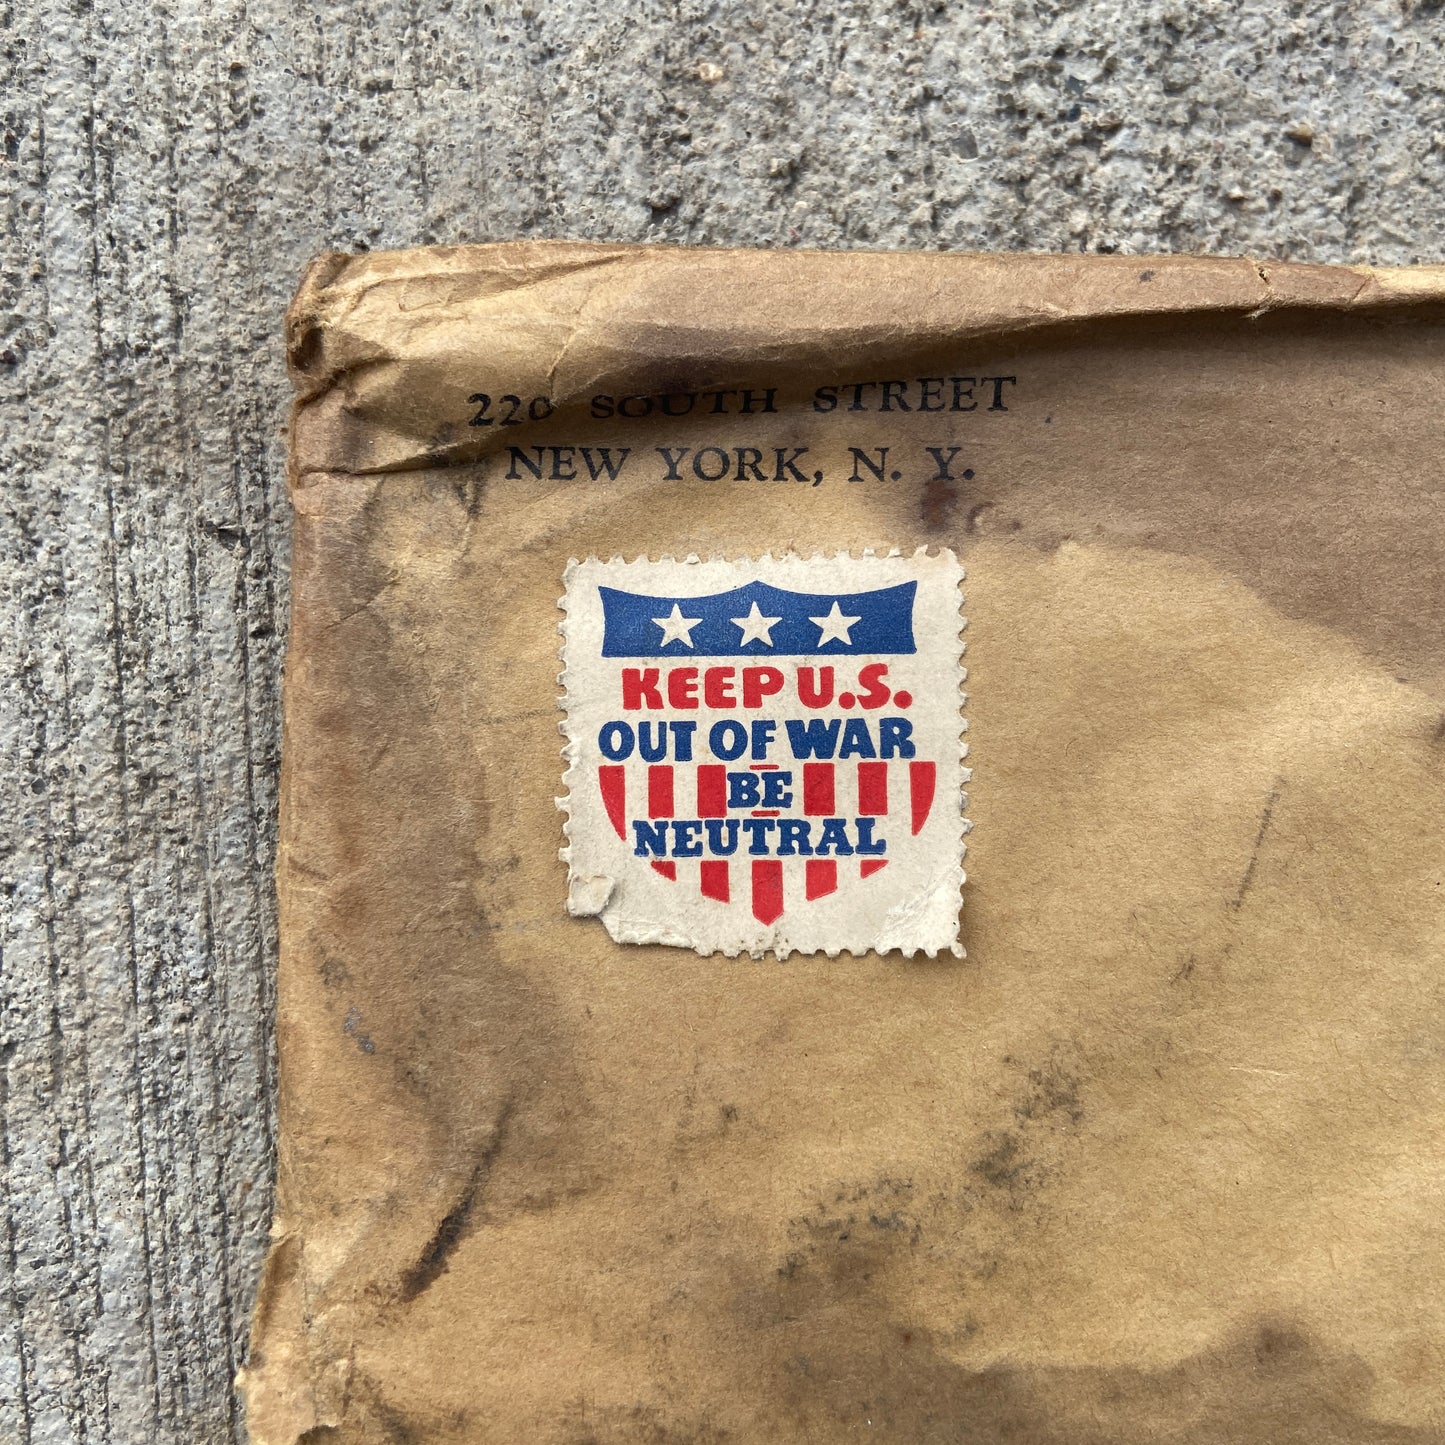 220 SOUTH STREET
NEW YORK, N. Y.
KEEP U.S.
OUT OF WAR
BE
NEUTRAL